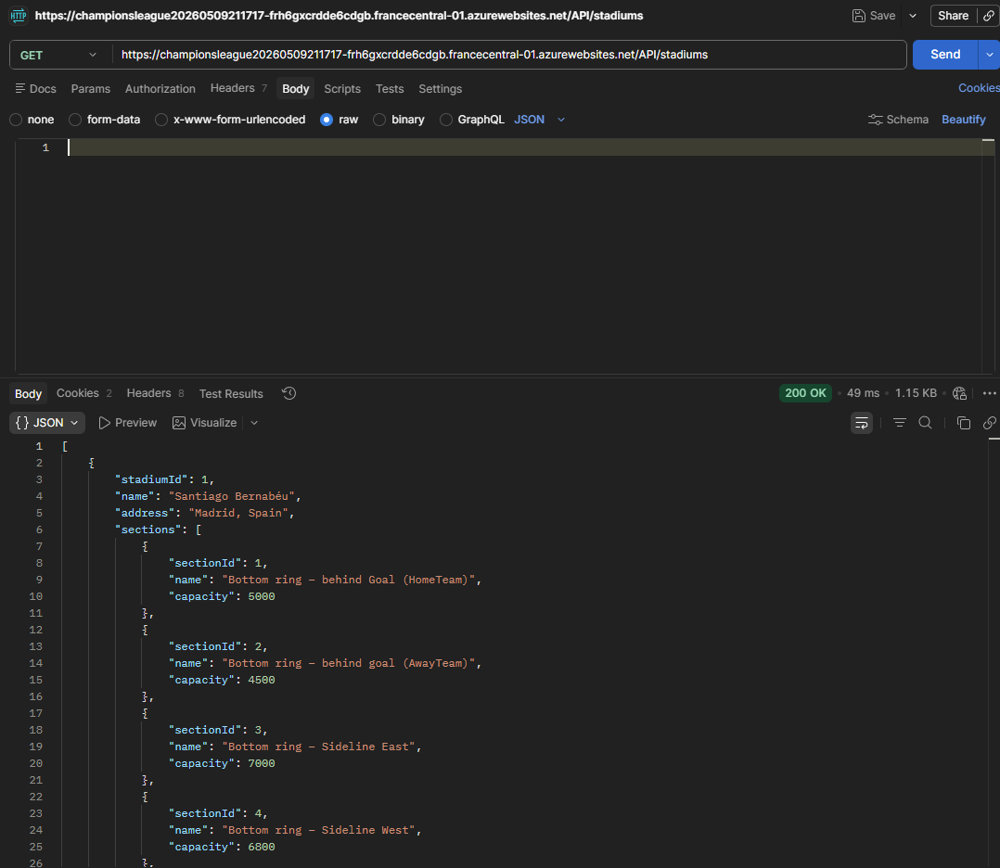 HTTP https://championsleague20260509211717-frh6gxcrdde6cdgb.francecentral-01.azurewebsites.net/API/stadiums Save Share
GET https://championsleague20260509211717-frh6gxcrdde6cdgb.francecentral-01.azurewebsites.net/API/stadiums Send
Docs Params Authorization Headers 7 Body Scripts Tests Settings Cookies
none form-data x-www-form-urlencoded raw binary GraphQL JSON Schema Beautify
1
Body Cookies 2 Headers 8 Test Results 200 OK • 49 ms • 1.15 KB •
{} JSON Preview Visualize
1 [
2 {
3 "stadiumId": 1,
4 "name": "Santiago Bernabéu",
5 "address": "Madrid, Spain",
6 "sections": [
7 {
8 "sectionId": 1,
9 "name": "Bottom ring – behind Goal (HomeTeam)",
10 "capacity": 5000
11 },
12 {
13 "sectionId": 2,
14 "name": "Bottom ring – behind goal (AwayTeam)",
15 "capacity": 4500
16 },
17 {
18 "sectionId": 3,
19 "name": "Bottom ring – Sideline East",
20 "capacity": 7000
21 },
22 {
23 "sectionId": 4,
24 "name": "Bottom ring – Sideline West",
25 "capacity": 6800
26 },